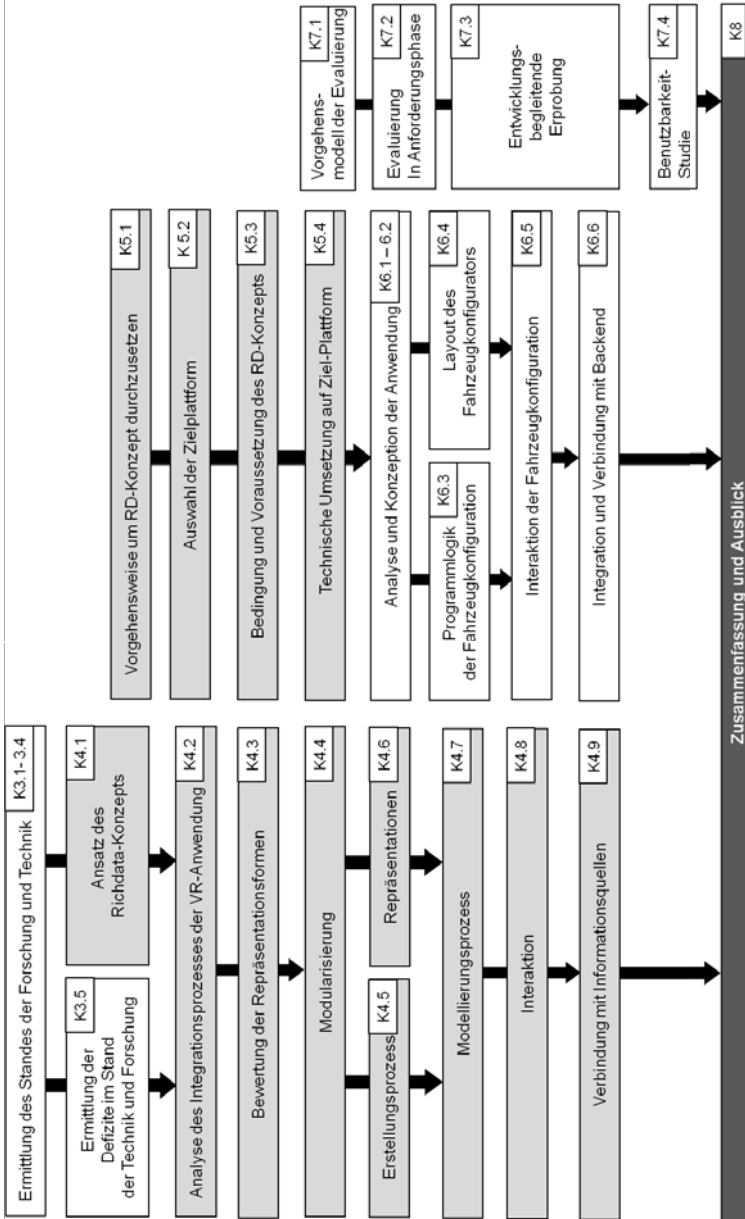 K3.1- 3.4
Ermittlung des Standes der Forschung und Technik
K3.5
Ermittlung der
Defizite im Stand
der Technik und Forschung
K4.1
Ansatz des
Richdata-Konzepts
K4.2
Analyse des Integrationsprozesses der VR-Anwendung
K4.3
Bewertung der Repräsentationsformen
K4.4
Modularisierung
K4.5
Erstellungsprozess
K4.6
Repräsentationen
K4.7
Modellierungsprozess
K4.8
Interaktion
K4.9
Verbindung mit Informationsquellen
K5.1
Vorgehensweise um RD-Konzept durchzusetzen
K 5.2
Auswahl der Zielplattform
K5.3
Bedingung und Voraussetzung des RD-Konzepts
K5.4
Technische Umsetzung auf Ziel-Plattform
K6.1 – 6.2
Analyse und Konzeption der Anwendung
K6.3
Programmlogik
der Fahrzeugkonfiguration
K6.4
Layout des
Fahrzeugkonfigurators
K6.5
Interaktion der Fahrzeugkonfiguration
K6.6
Integration und Verbindung mit Backend
K7.1
Vorgehens-
modell der Evaluierung
K7.2
Evaluierung
In Anforderungsphase
K7.3
Entwicklungs-
begleitende
Erprobung
K7.4
Benutzbarkeit-
Studie
K8
Zusammenfassung und Ausblick